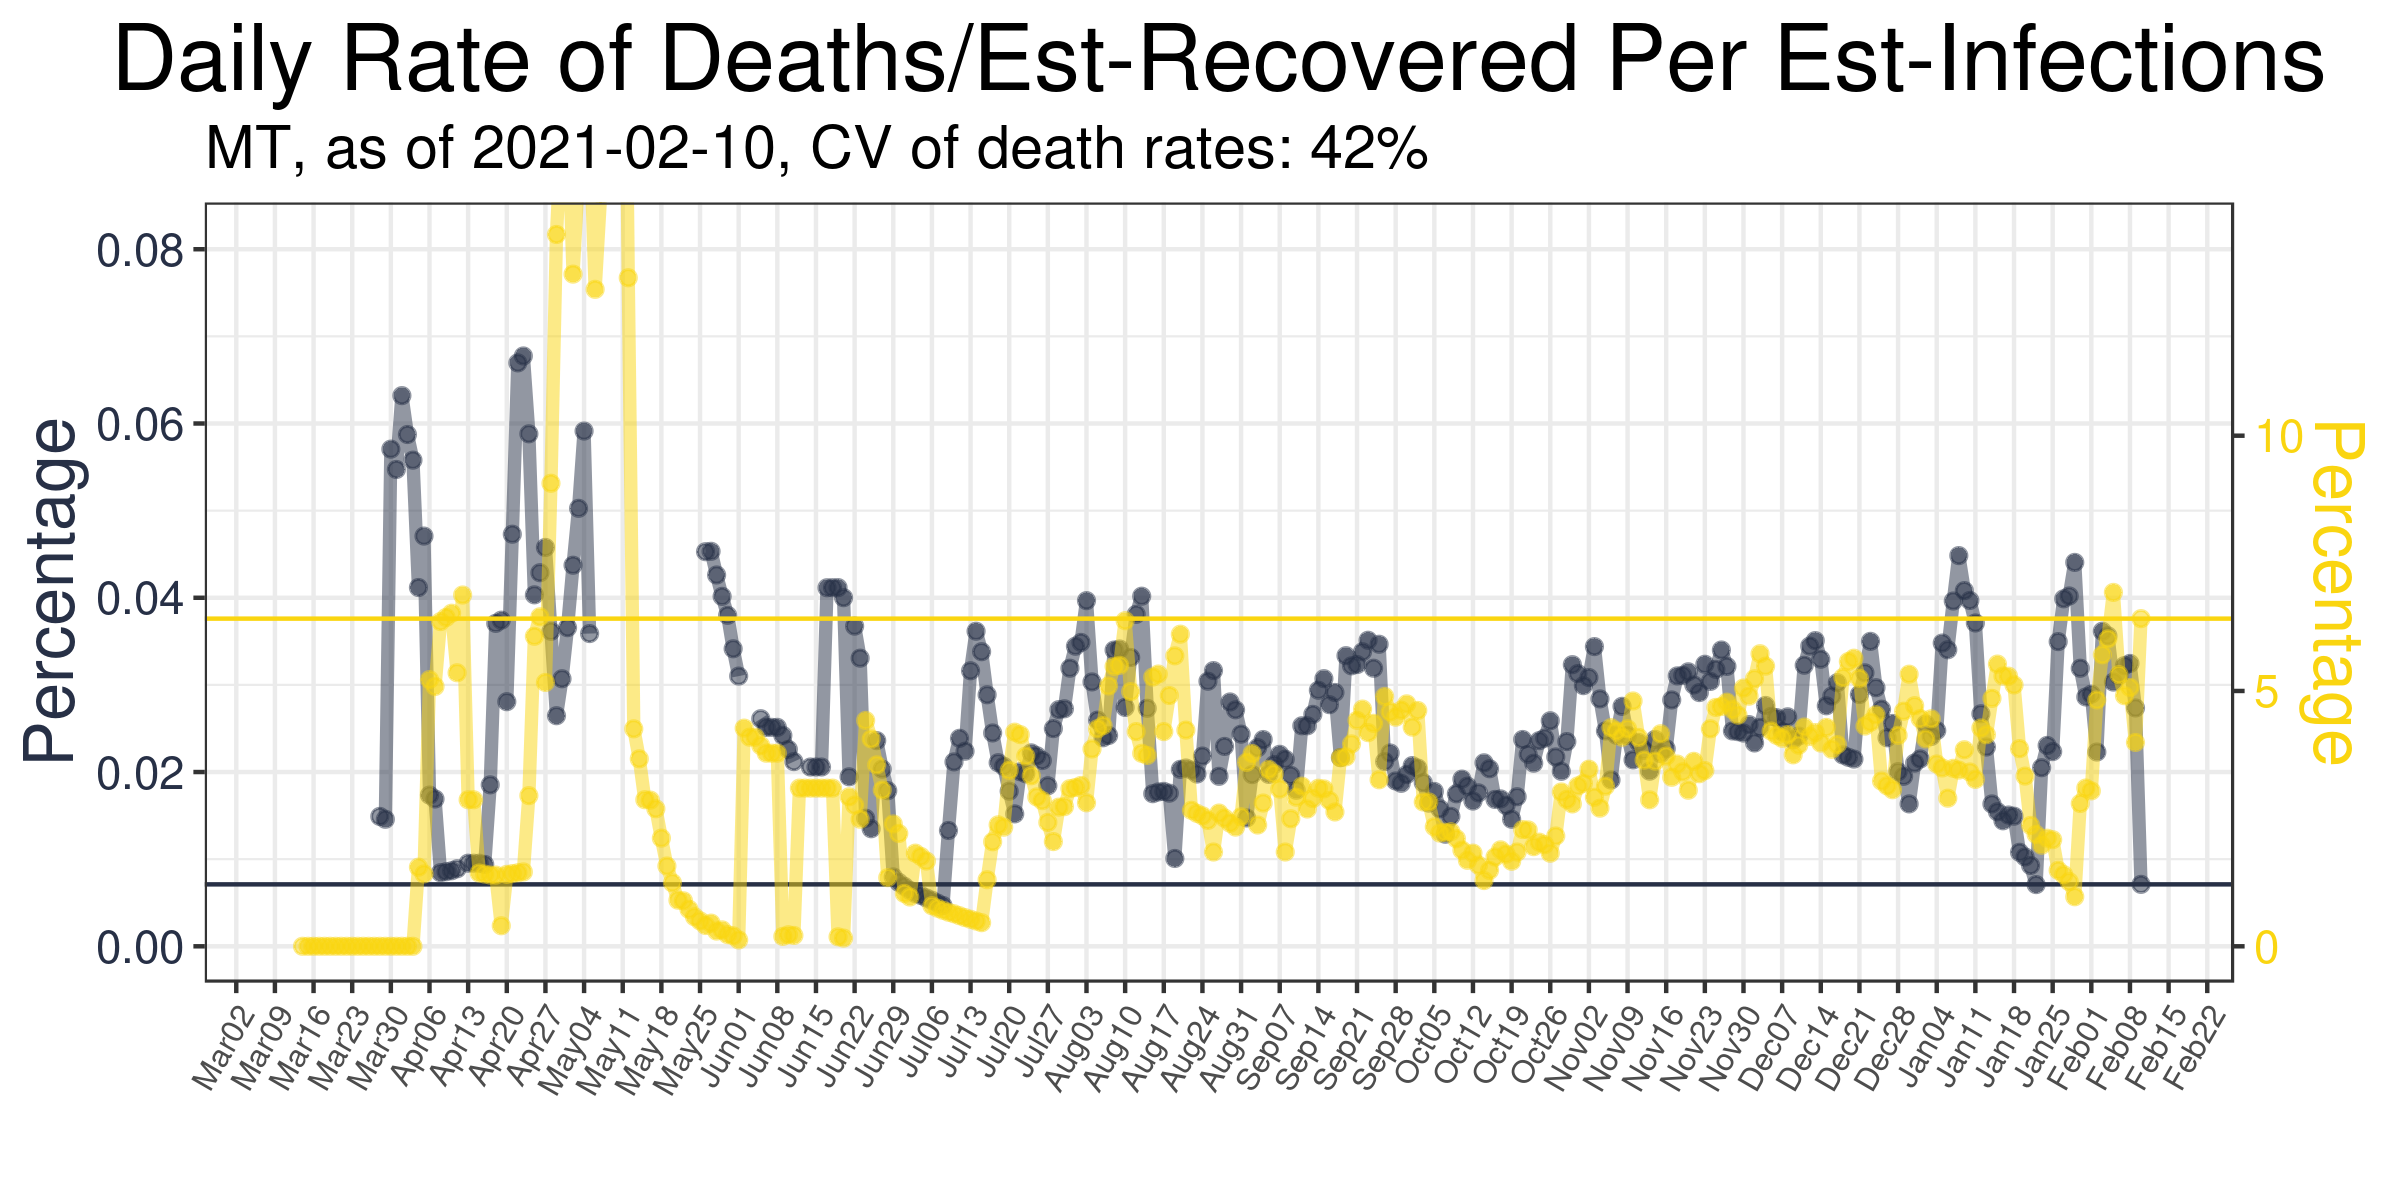 Daily Rate of Deaths/Est-Recovered Per Est-Infections
MT, as of 2021-02-10, CV of death rates: 42%
Percentage
0.08
0.06
0.04
0.02
0.00
10
5
0
Percentage
Mar02 Mar09 Mar16 Mar23 Mar30 Apr06 Apr13 Apr20 Apr27 May04 May11 May18 May25 Jun01 Jun08 Jun15 Jun22 Jun29 Jul06 Jul13 Jul20 Jul27 Aug03 Aug10 Aug17 Aug24 Aug31 Sep07 Sep14 Sep21 Sep28 Oct05 Oct12 Oct19 Oct26 Nov02 Nov09 Nov16 Nov23 Nov30 Dec07 Dec14 Dec21 Dec28 Jan04 Jan11 Jan18 Jan25 Feb01 Feb08 Feb15 Feb22